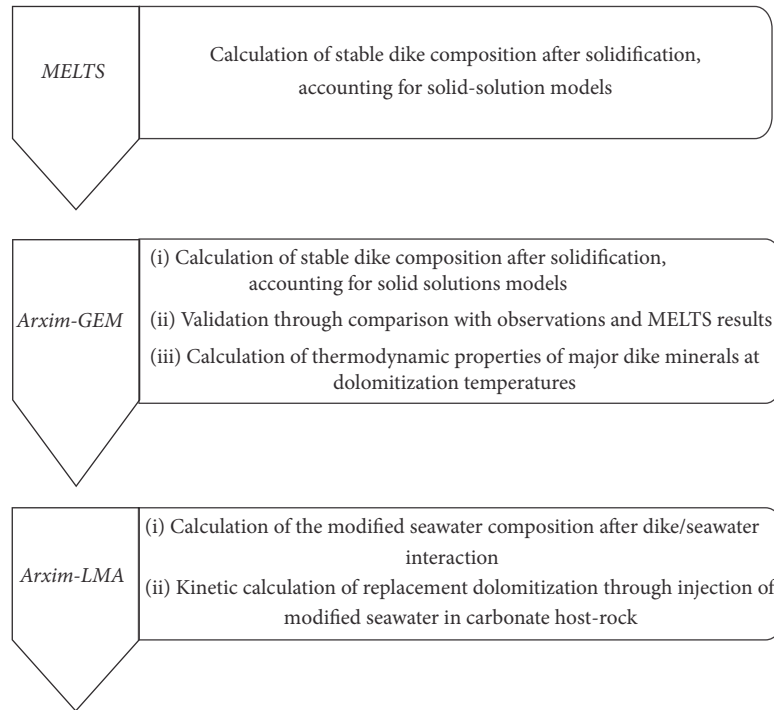 MELTS
Calculation of stable dike composition after solidification,
accounting for solid-solution models
Arxim-GEM
(i) Calculation of stable dike composition after solidification,
accounting for solid solutions models
(ii) Validation through comparison with observations and MELTS results
(iii) Calculation of thermodynamic properties of major dike minerals at
dolomitization temperatures
Arxim-LMA
(i) Calculation of the modified seawater composition after dike/seawater
interaction
(ii) Kinetic calculation of replacement dolomitization through injection of
modified seawater in carbonate host-rock